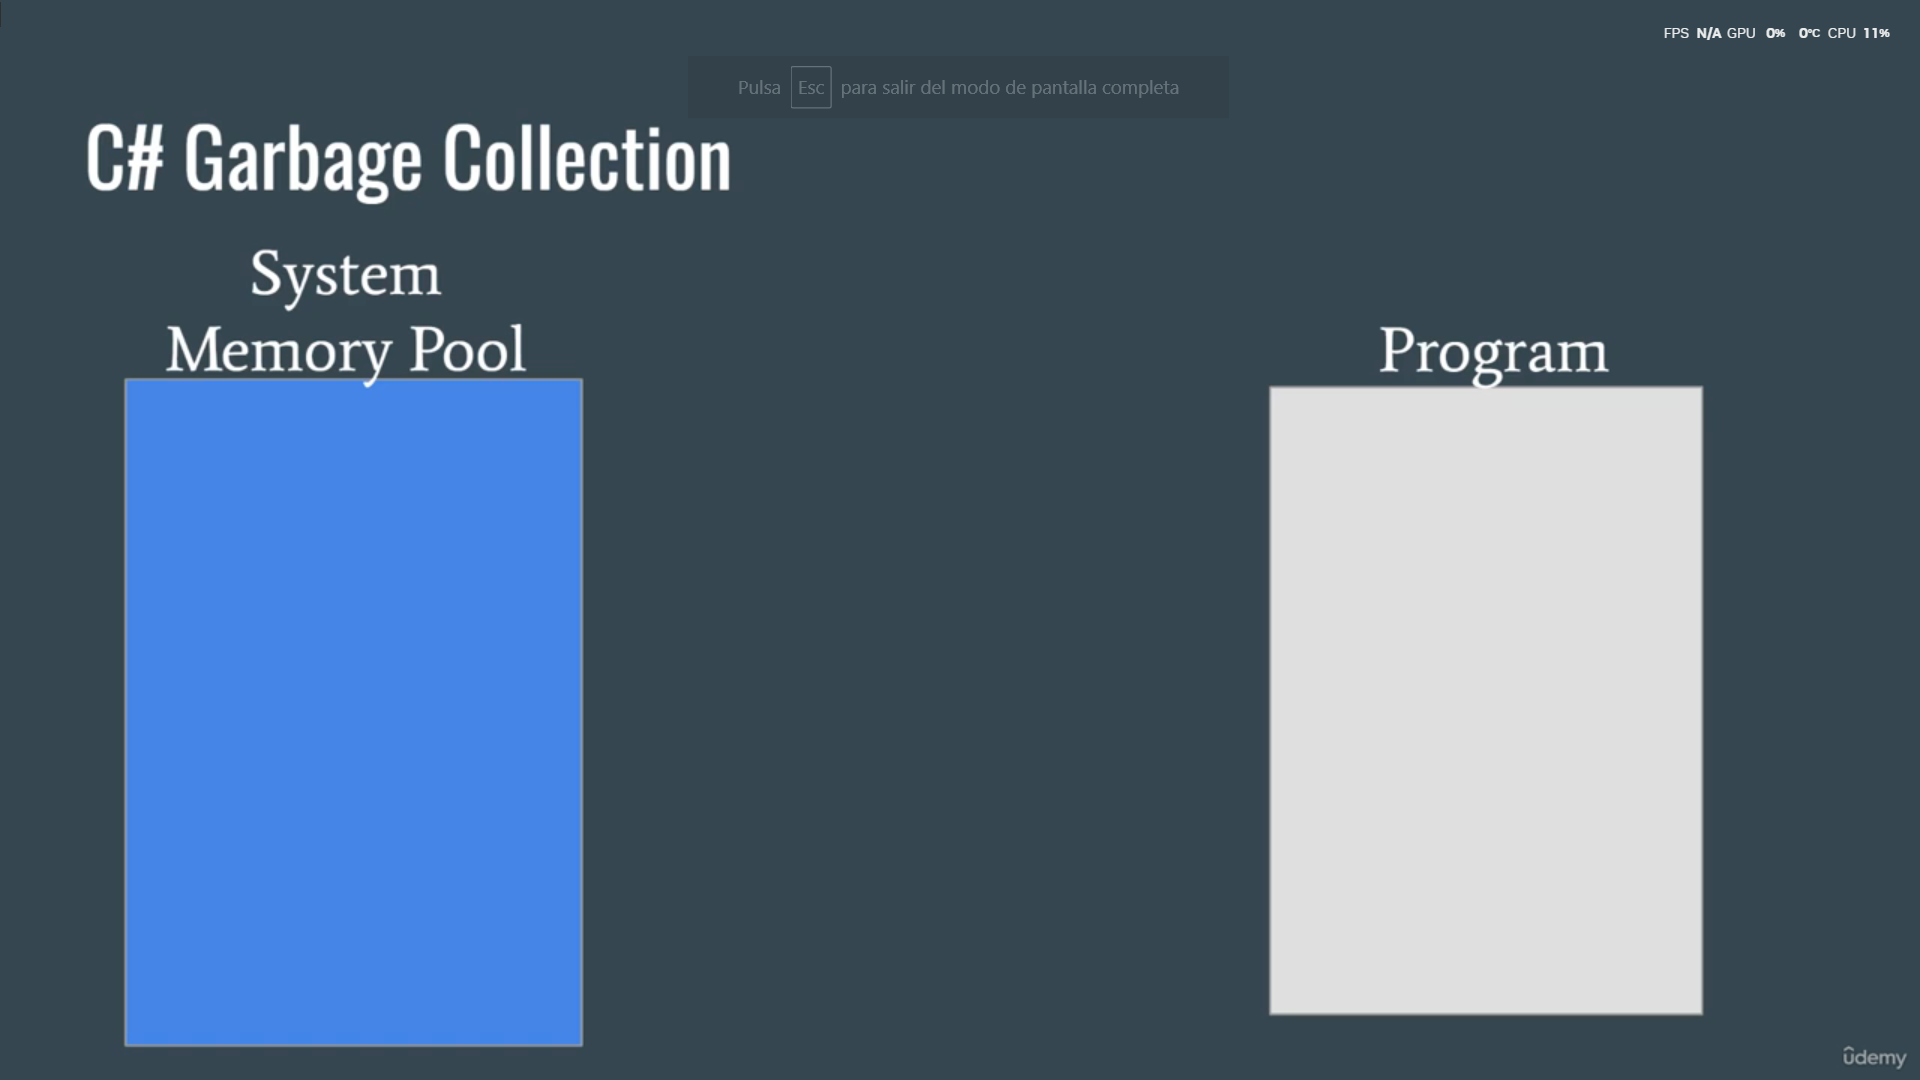 FPS N/A GPU 0% 0°C CPU 11%
Pulsa Esc para salir del modo de pantalla completa
C# Garbage Collection
System
Memory Pool
Program
ûdemy